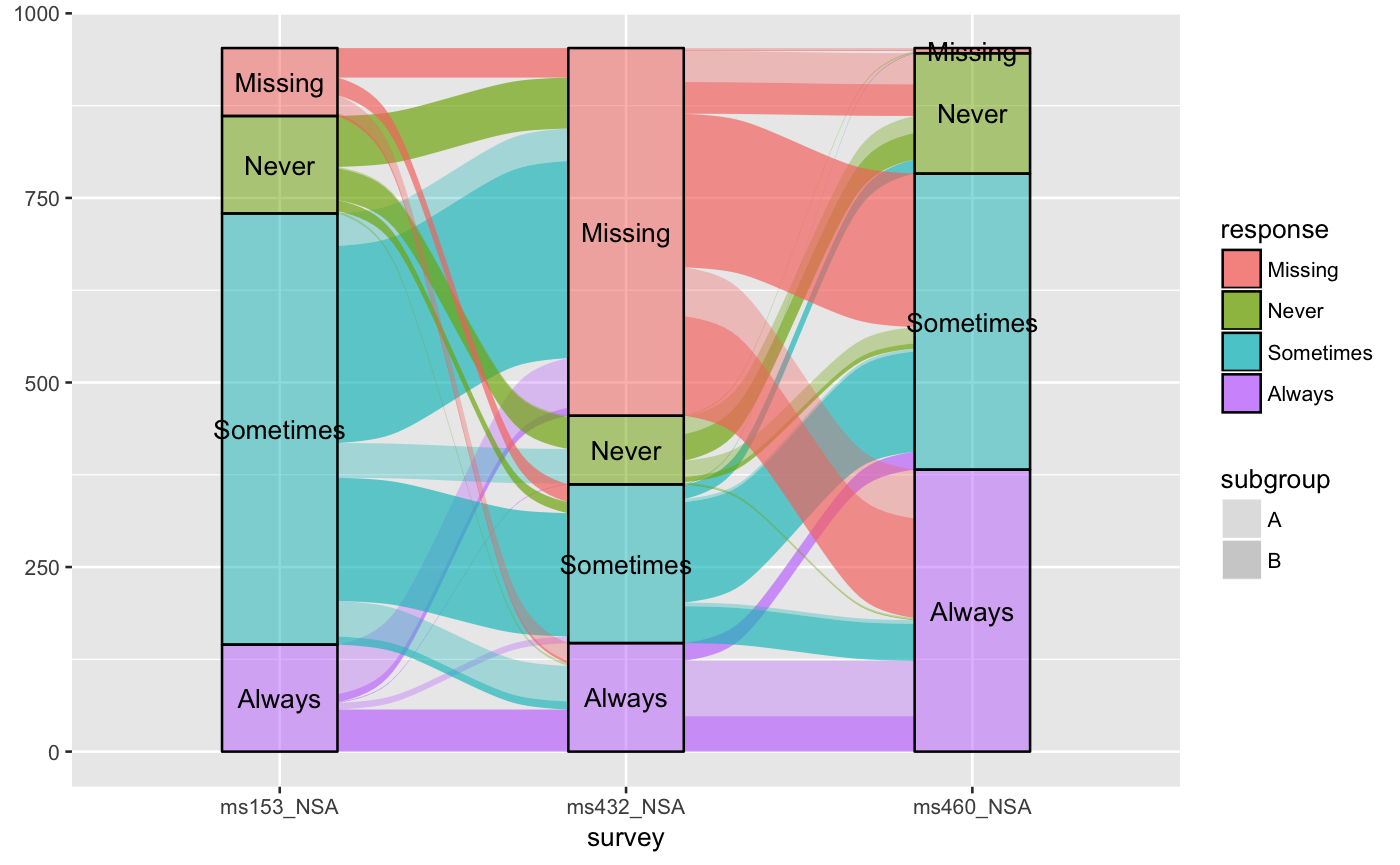 1000
750
500
250
0
Missing
Never
Sometimes
Always
Missing
Never
Sometimes
Always
Missing
Never
Sometimes
Always
ms153_NSA
ms432_NSA
ms460_NSA
survey
response
Missing
Never
Sometimes
Always
subgroup
A
B